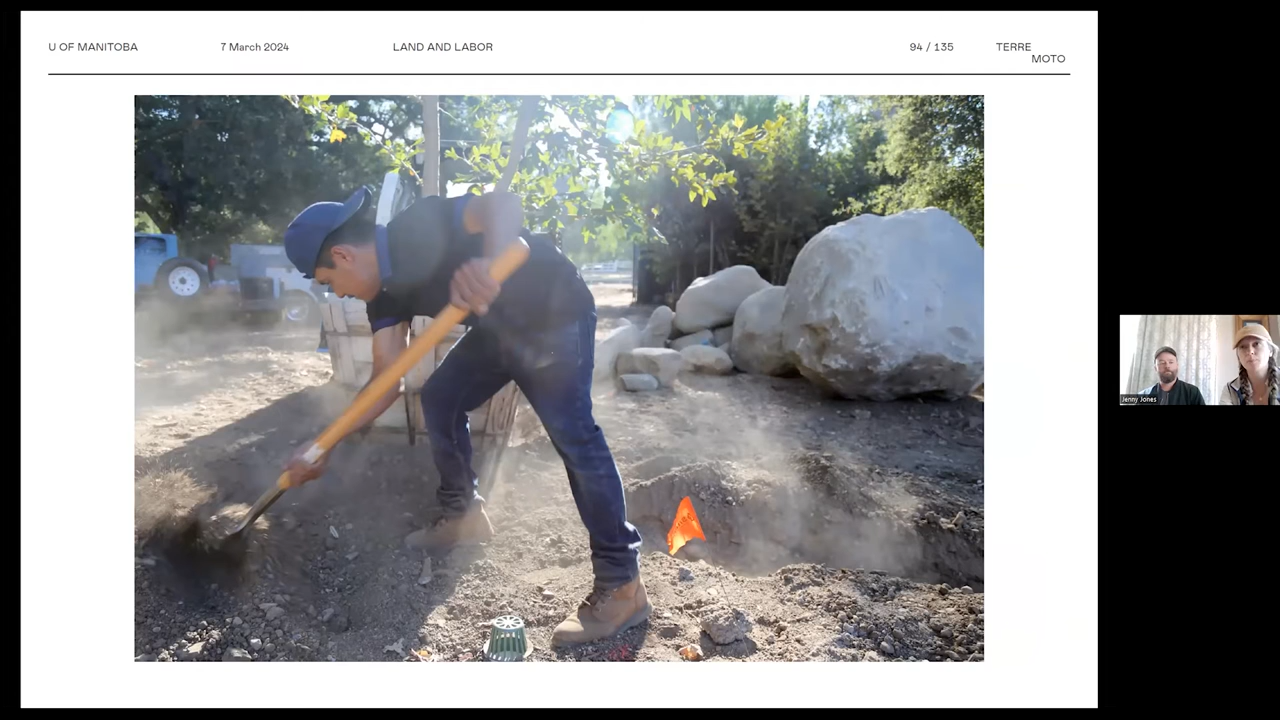 U OF MANITOBA
7 March 2024
LAND AND LABOR
94 / 135
TERRE
MOTO
Jenny Jones